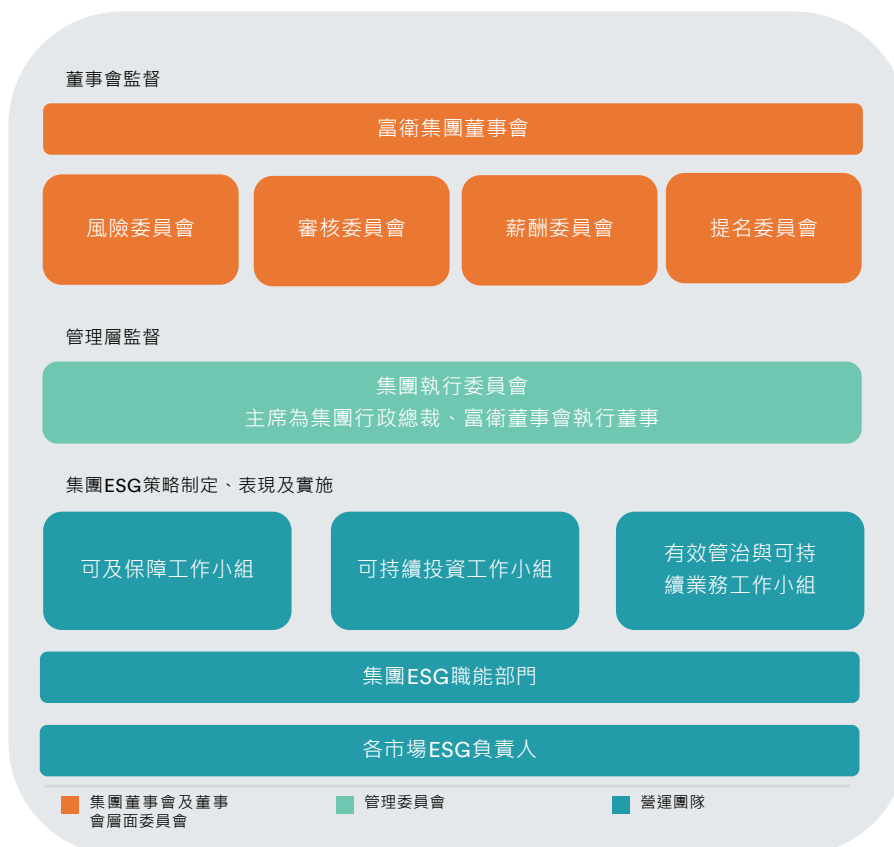 董事會監督
富衛集團董事會
風險委員會
審核委員會
薪酬委員會
提名委員會
管理層監督
集團執行委員會
主席為集團行政總裁、富衛董事會執行董事
集團ESG策略制定、表現及實施
可及保障工作小組
可持續投資工作小組
有效管治與可持
續業務工作小組
集團ESG職能部門
各市場ESG負責人
集團董事會及董事
會層面委員會
管理委員會
營運團隊